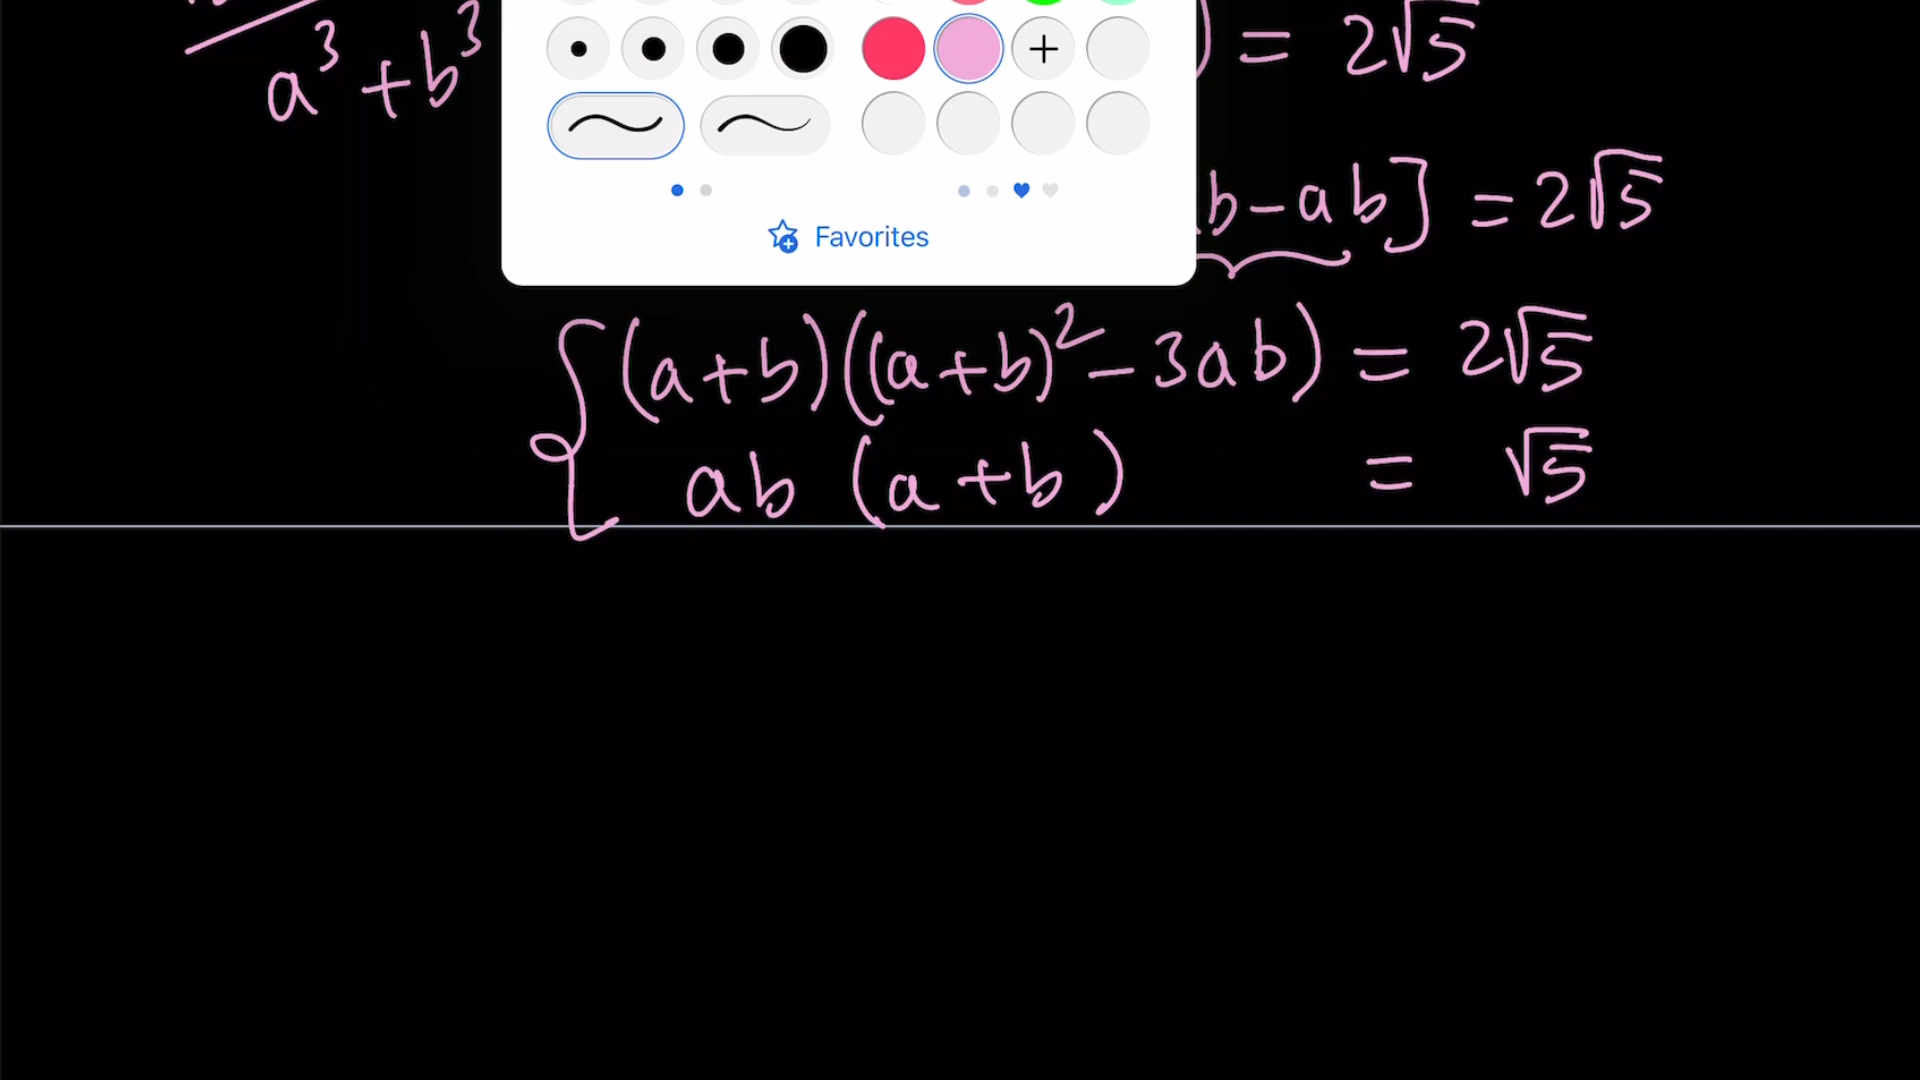 a³ + b³
) = 2√5
b - ab] = 2√5
Favorites
{ (a+b)((a+b)² - 3ab) = 2√5
ab (a+b) = √5